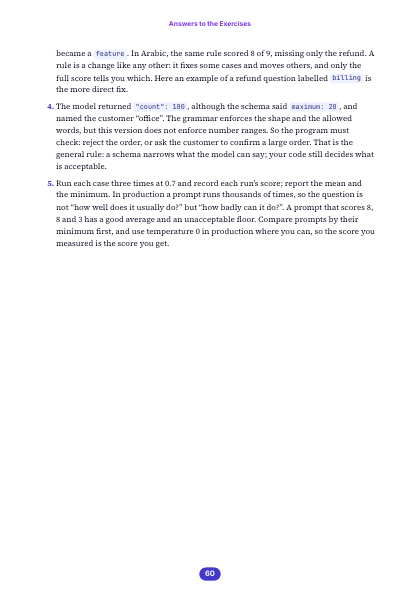 Answers to the Exercises
became a feature. In Arabic, the same rule scored 8 of 9, missing only the refund. A
rule is a change like any other: it fixes some cases and moves others, and only the
full score tells you which. Here an example of a refund question labelled billing is
the more direct fix.
4. The model returned "count": 100, although the schema said maximum: 20, and
named the customer “office”. The grammar enforces the shape and the allowed
words, but this version does not enforce number ranges. So the program must
check: reject the order, or ask the customer to confirm a large order. That is the
general rule: a schema narrows what the model can say; your code still decides what
is acceptable.
5. Run each case three times at 0.7 and record each run’s score; report the mean and
the minimum. In production a prompt runs thousands of times, so the question is
not “how well does it usually do?” but “how badly can it do?”. A prompt that scores 8,
8 and 3 has a good average and an unacceptable floor. Compare prompts by their
minimum first, and use temperature 0 in production where you can, so the score you
measured is the score you get.
60